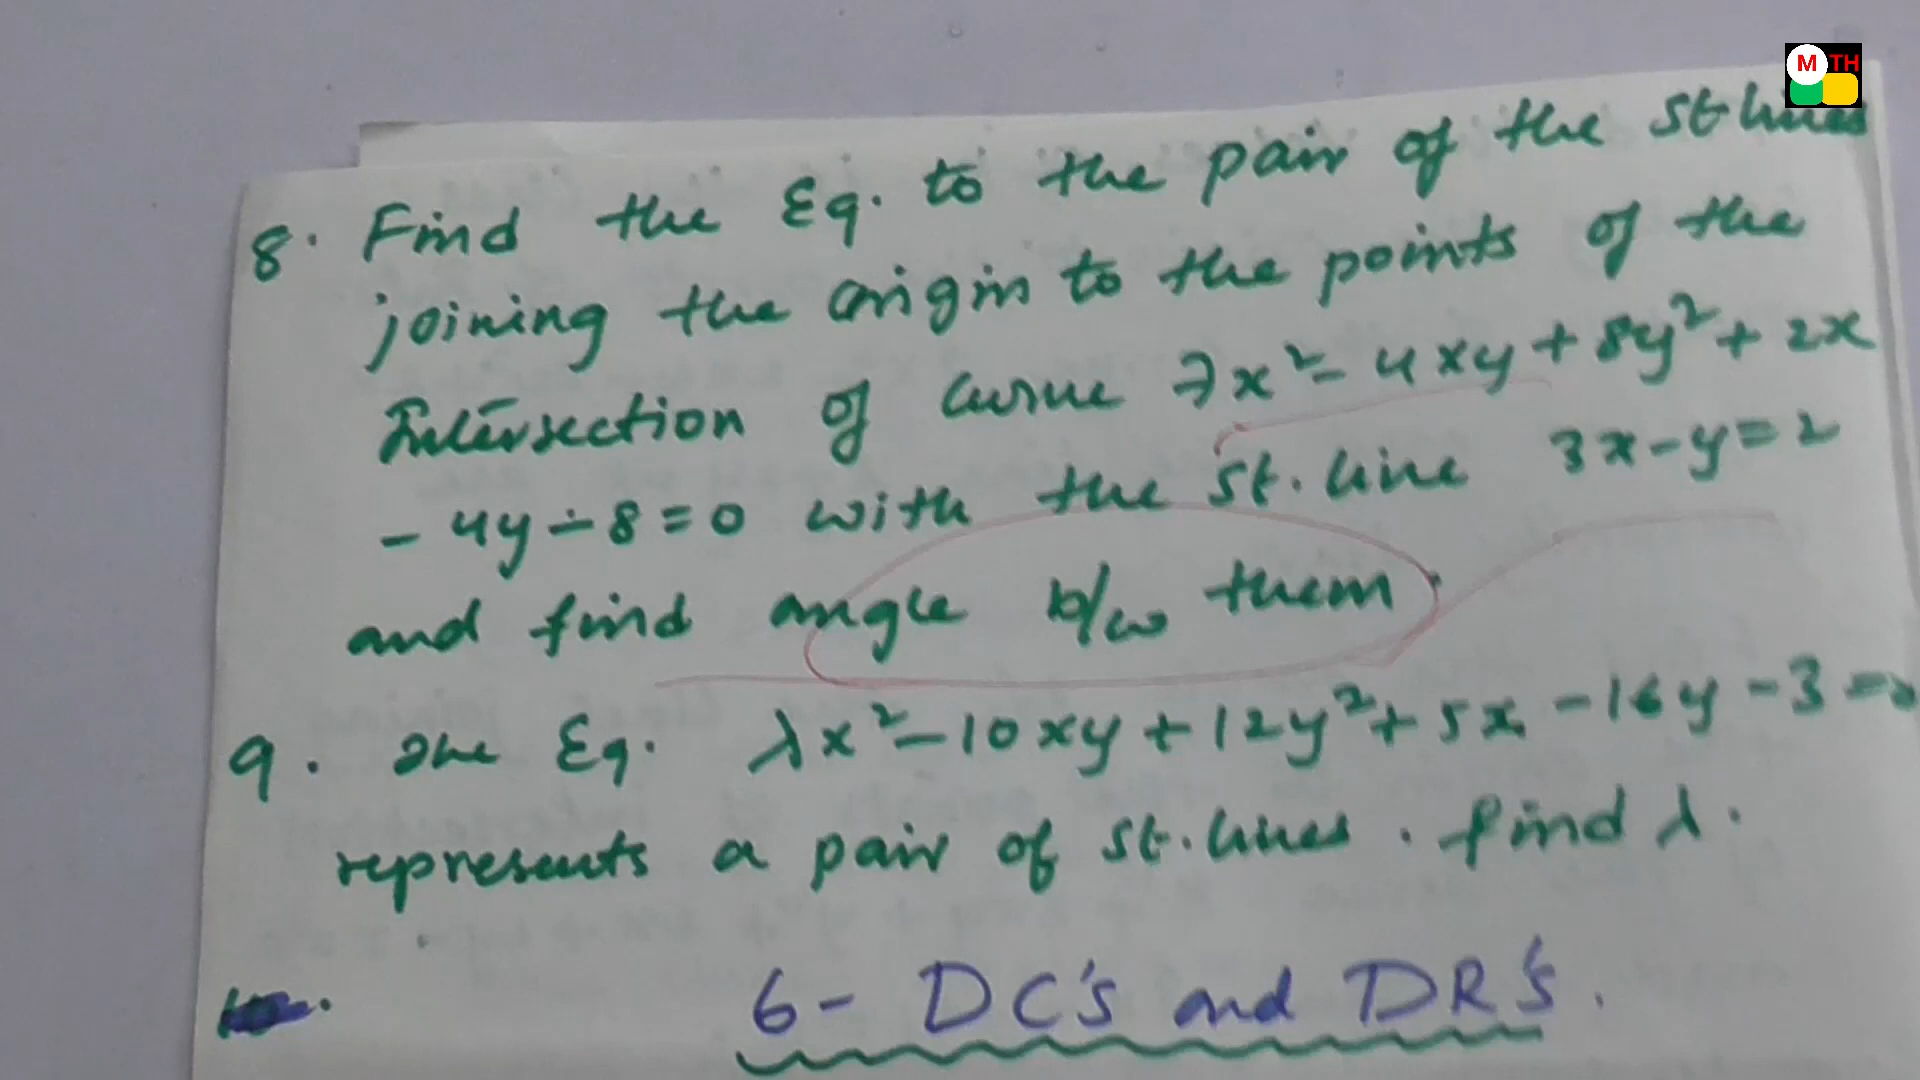 M TH
8. Find the Eq. to the pair of the st lines
joining the origin to the points of the
Intersection of curve 7x² - 4xy + 8y² + 2x
- 4y - 8 = 0 with the st. line 3x - y = 2
and find angle b/w them.
9. The Eq. λx² - 10xy + 12y² + 5x - 16y - 3 = 0
represents a pair of st. lines. find λ.
6 - DC's and DR's.